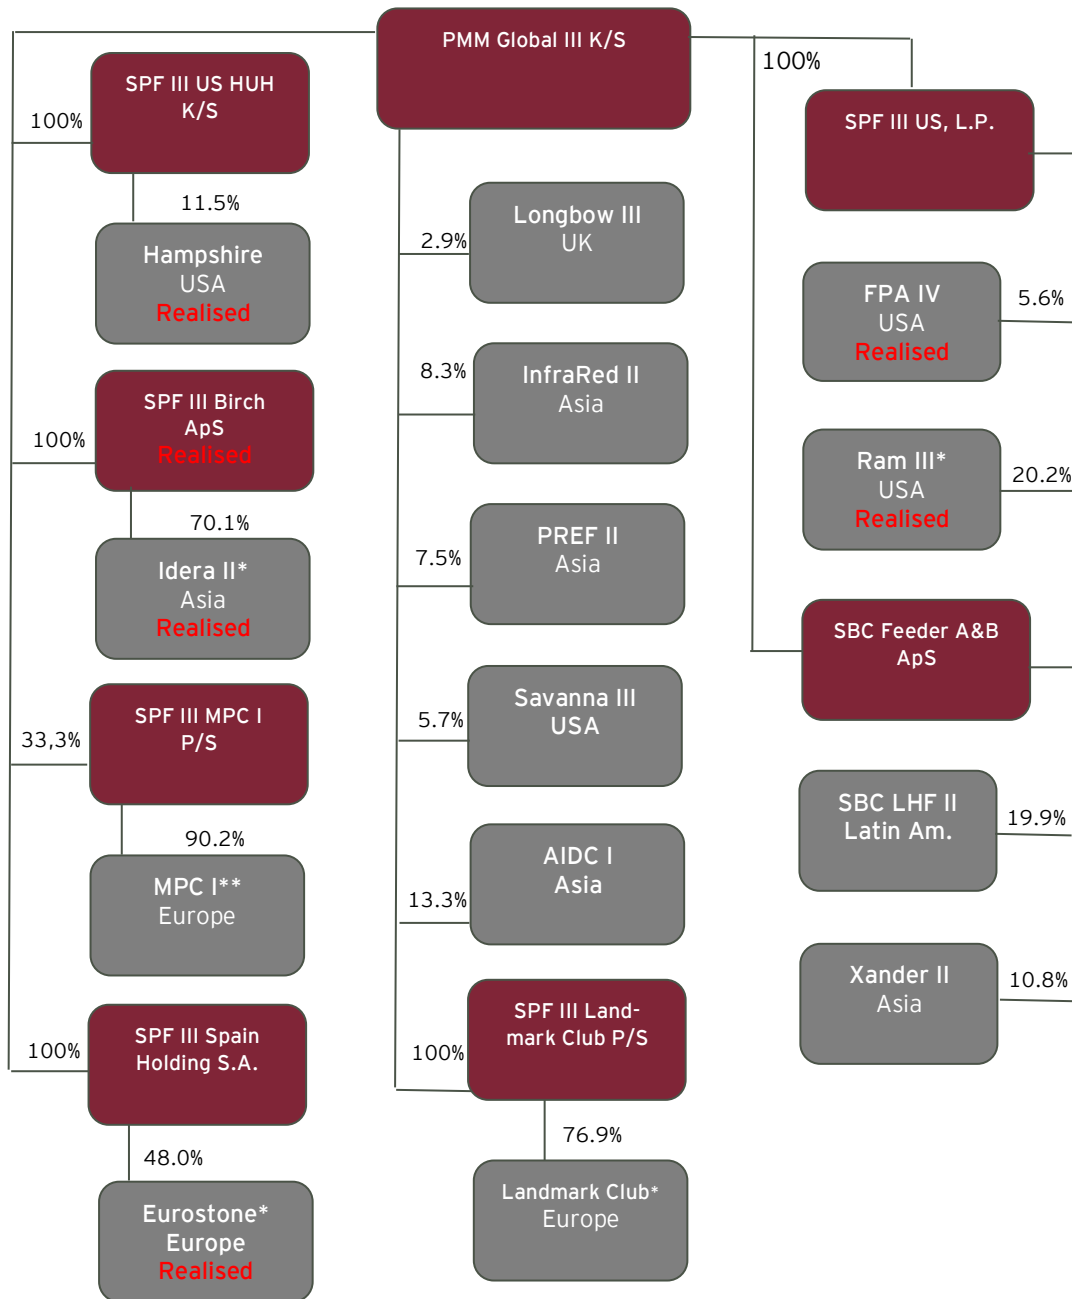 PMM Global III K/S
SPF III US HUH
K/S
100%
11.5%
Hampshire
USA
Realised
SPF III Birch
ApS
Realised
100%
70.1%
Idera II*
Asia
Realised
SPF III MPC I
P/S
33,3%
90.2%
MPC I**
Europe
SPF III Spain
Holding S.A.
100%
48.0%
Eurostone*
Europe
Realised
Longbow III
UK
2.9%
InfraRed II
Asia
8.3%
PREF II
Asia
7.5%
Savanna III
USA
5.7%
AIDC I
Asia
13.3%
SPF III Land-
mark Club P/S
100%
76.9%
Landmark Club*
Europe
100%
SPF III US, L.P.
FPA IV
USA
Realised
5.6%
Ram III*
USA
Realised
20.2%
SBC Feeder A&B
ApS
SBC LHF II
Latin Am.
19.9%
Xander II
Asia
10.8%